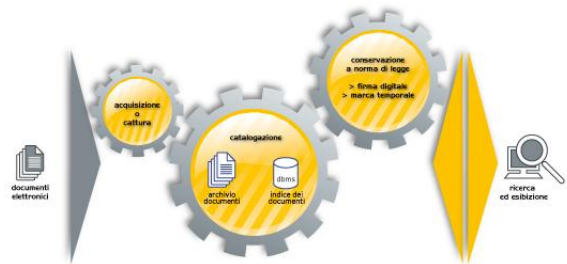 documenti
elettronici
acquisizione
o
cattura
catalogazione
archivio
documenti
dbms
indice dei
documenti
conservazione
a norma di legge
> firma digitale
> marca temporale
ricerca
ed esibizione